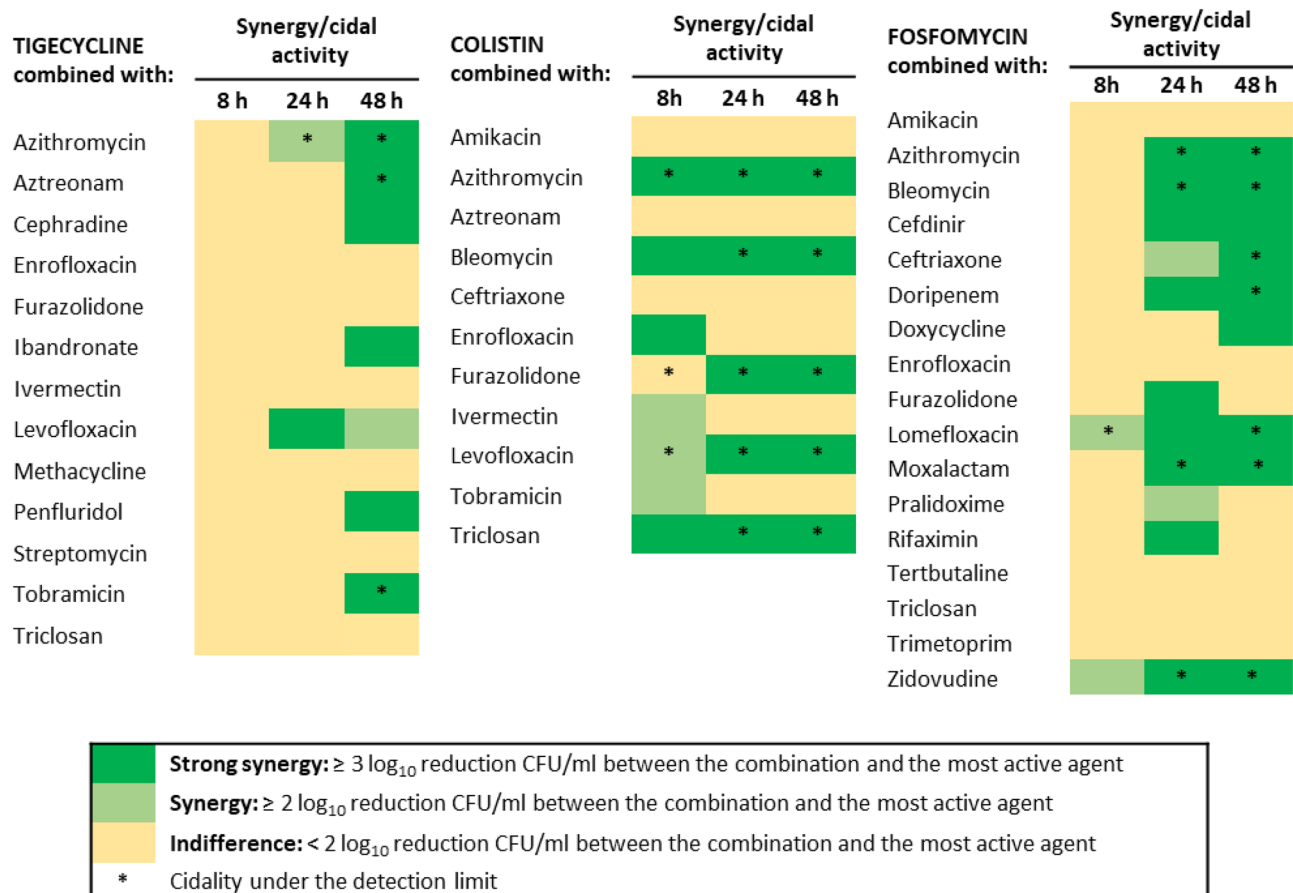 TIGECYCLINE
combined with:
Synergy/cidal
activity
8 h 24 h 48 h
Azithromycin * *
Aztreonam *
Cephradine
Enrofloxacin
Furazolidone
Ibandronate
Ivermectin
Levofloxacin
Methacycline
Penfluridol
Streptomycin
Tobramicin *
Triclosan
COLISTIN
combined with:
Synergy/cidal
activity
8h 24 h 48 h
Amikacin
Azithromycin * * *
Aztreonam
Bleomycin * *
Ceftriaxone
Enrofloxacin
Furazolidone * * *
Ivermectin
Levofloxacin * * *
Tobramicin
Triclosan * *
FOSFOMYCIN
combined with:
Synergy/cidal
activity
8h 24 h 48 h
Amikacin
Azithromycin * *
Bleomycin * *
Cefdinir
Ceftriaxone *
Doripenem *
Doxycycline
Enrofloxacin
Furazolidone
Lomefloxacin * *
Moxalactam * *
Pralidoxime
Rifaximin
Tertbutaline
Triclosan
Trimetoprim
Zidovudine * *
Strong synergy: ≥ 3 log₁₀ reduction CFU/ml between the combination and the most active agent
Synergy: ≥ 2 log₁₀ reduction CFU/ml between the combination and the most active agent
Indifference: < 2 log₁₀ reduction CFU/ml between the combination and the most active agent
* Cidality under the detection limit